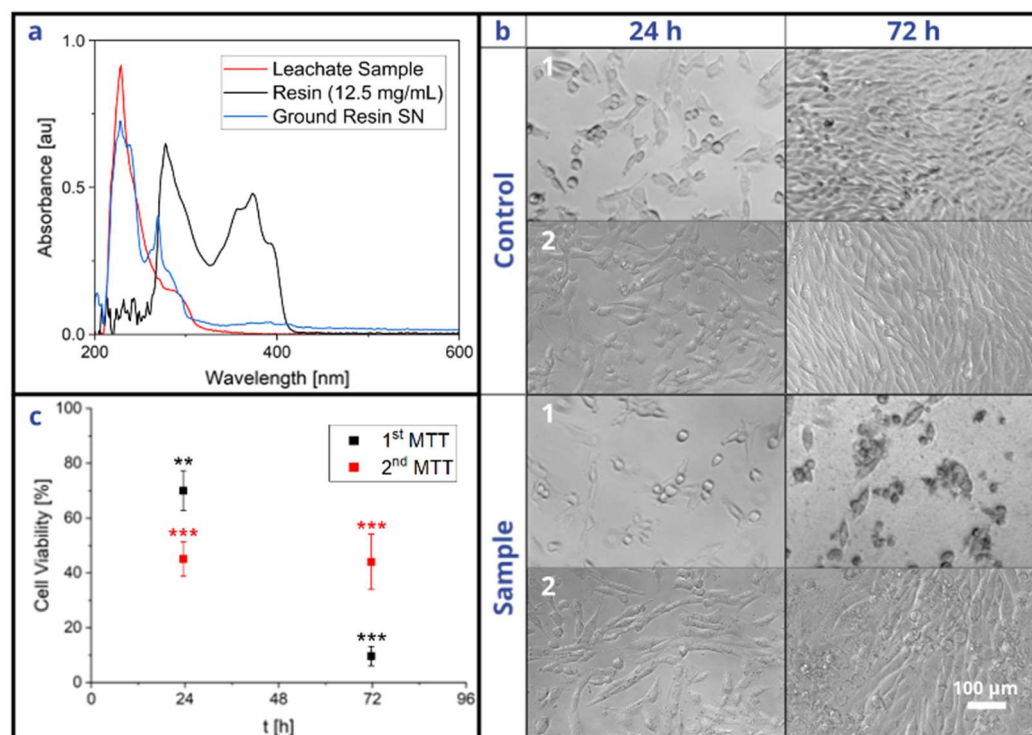 a
1.0
0.5
0.0
Absorbance [au]
Leachate Sample
Resin (12.5 mg/mL)
Ground Resin SN
200
400
600
Wavelength [nm]
b
24 h
72 h
Control
1
2
Sample
1
2
100 µm
c
100
80
60
40
20
0
Cell Viability [%]
1st MTT
2nd MTT
**
***
***
***
0
24
48
72
96
t [h]